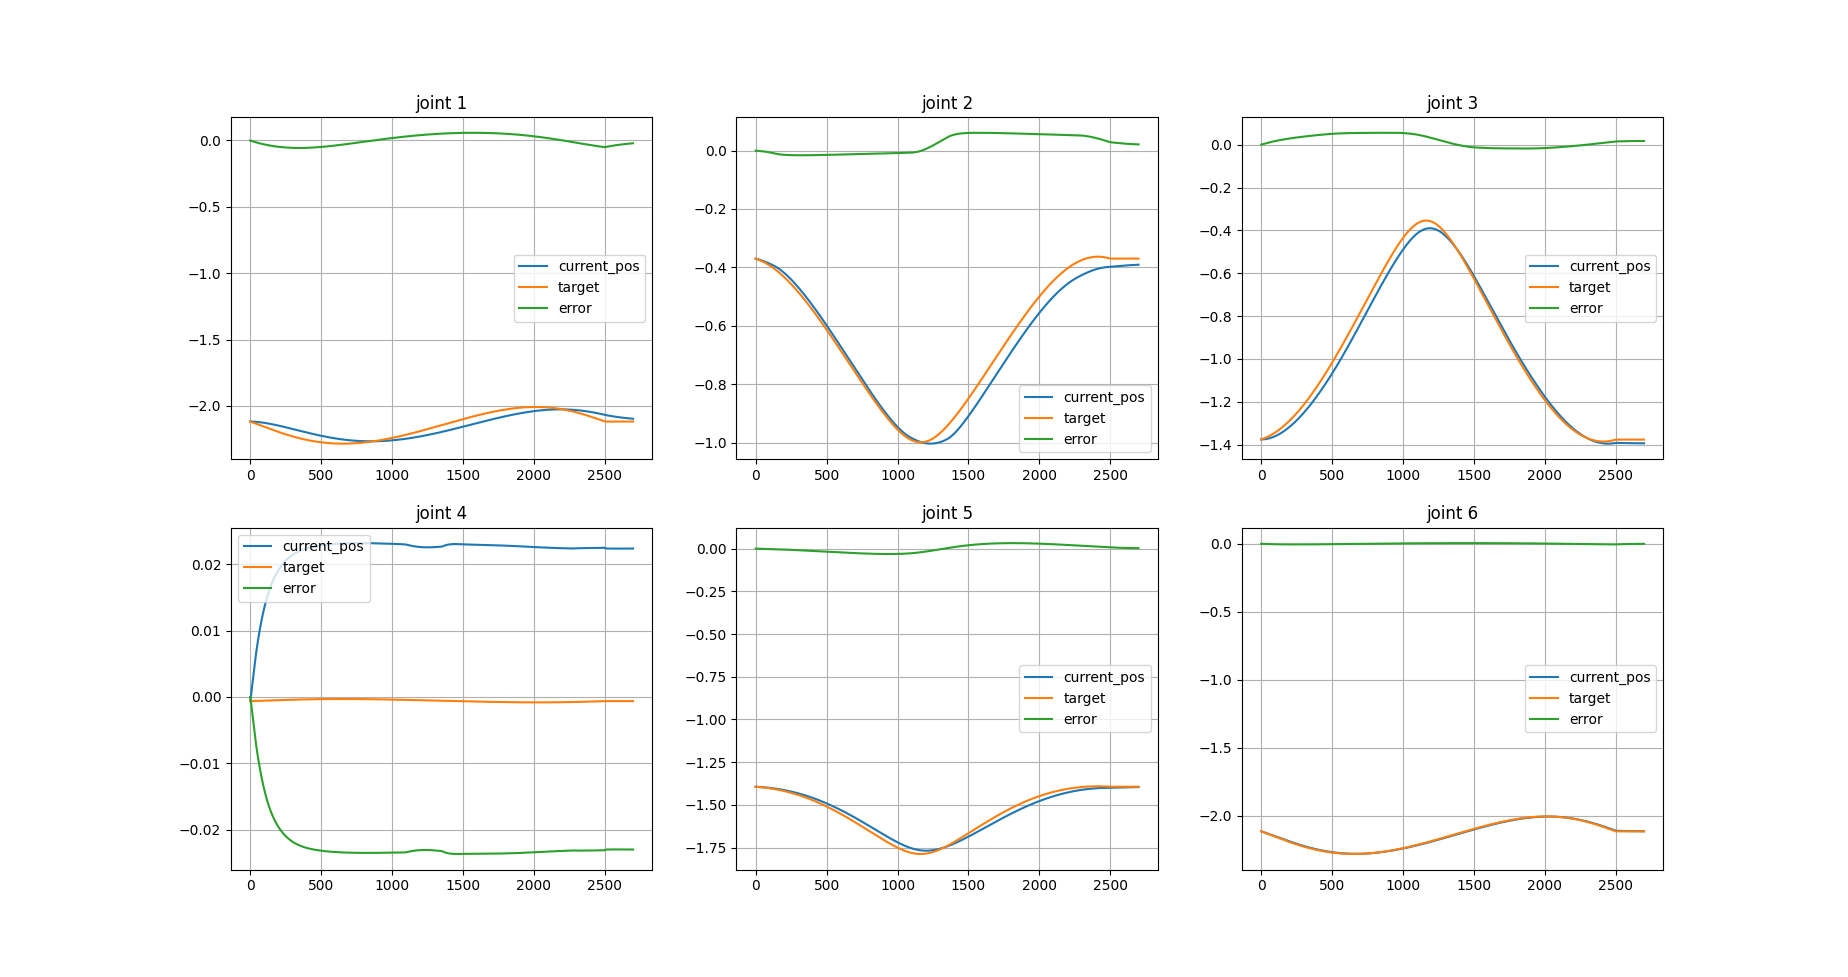 joint 1
0.0
−0.5
−1.0
−1.5
−2.0
0 500 1000 1500 2000 2500
current_pos
target
error
joint 2
0.0
−0.2
−0.4
−0.6
−0.8
−1.0
0 500 1000 1500 2000 2500
current_pos
target
error
joint 3
0.0
−0.2
−0.4
−0.6
−0.8
−1.0
−1.2
−1.4
0 500 1000 1500 2000 2500
current_pos
target
error
joint 4
0.02
0.01
0.00
−0.01
−0.02
0 500 1000 1500 2000 2500
current_pos
target
error
joint 5
0.00
−0.25
−0.50
−0.75
−1.00
−1.25
−1.50
−1.75
0 500 1000 1500 2000 2500
current_pos
target
error
joint 6
0.0
−0.5
−1.0
−1.5
−2.0
0 500 1000 1500 2000 2500
current_pos
target
error